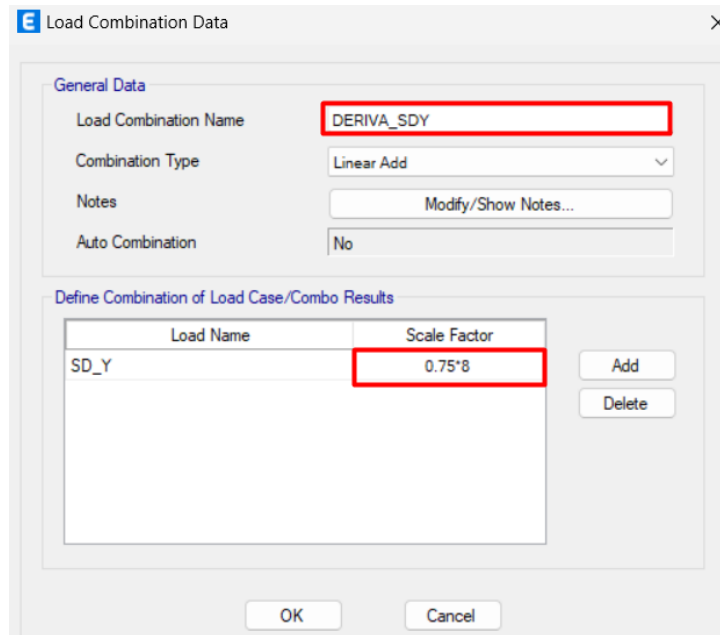 E Load Combination Data
General Data
Load Combination Name DERIVA_SDY
Combination Type Linear Add
Notes Modify/Show Notes...
Auto Combination No
Define Combination of Load Case/Combo Results
Load Name Scale Factor
SD_Y 0.75*8 Add
Delete
OK Cancel